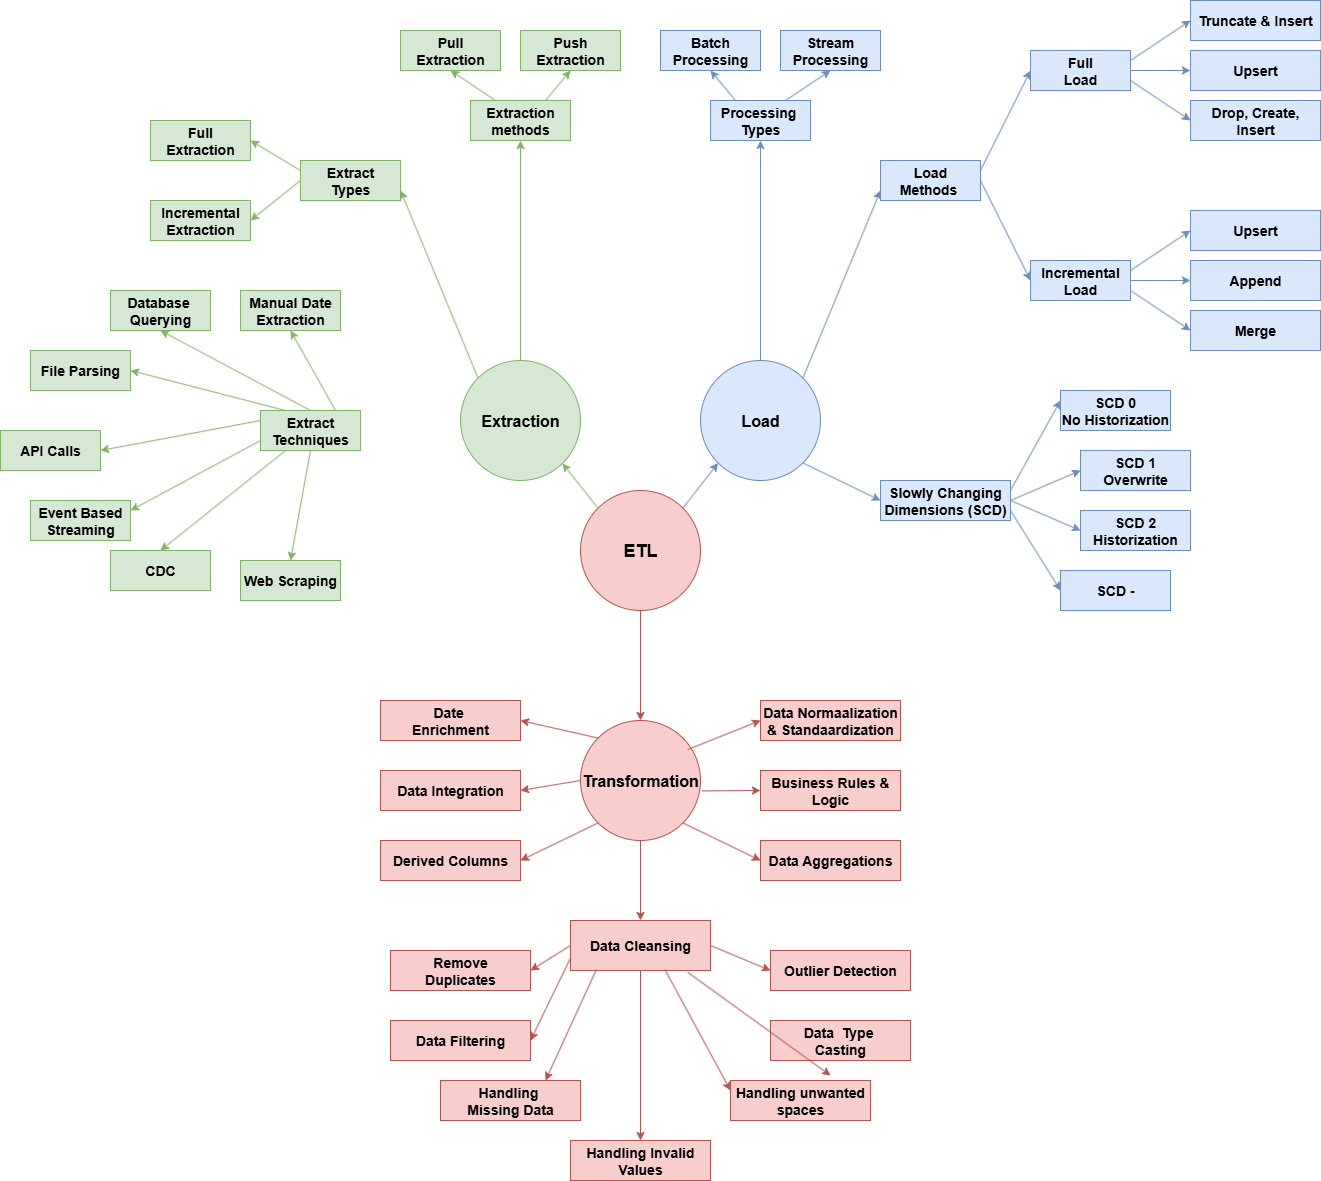 Pull
Extraction
Push
Extraction
Extraction
methods
Full
Extraction
Extract
Types
Incremental
Extraction
Database
Querying
Manual Date
Extraction
File Parsing
Extract
Techniques
API Calls
Event Based
Streaming
CDC
Web Scraping
Extraction
Batch
Processing
Stream
Processing
Processing
Types
Load
Methods
Full
Load
Truncate & Insert
Upsert
Drop, Create,
Insert
Incremental
Load
Upsert
Append
Merge
Load
Slowly Changing
Dimensions (SCD)
SCD 0
No Historization
SCD 1
Overwrite
SCD 2
Historization
SCD -
ETL
Transformation
Date
Enrichment
Data Integration
Derived Columns
Data Normaalization
& Standaardization
Business Rules &
Logic
Data Aggregations
Data Cleansing
Remove
Duplicates
Data Filtering
Handling
Missing Data
Handling Invalid
Values
Outlier Detection
Data  Type
Casting
Handling unwanted
spaces